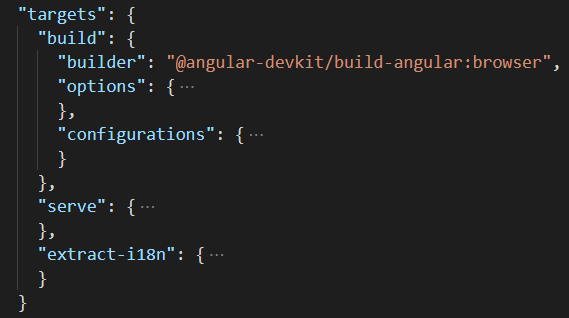 "targets": {
"build": {
"builder": "@angular-devkit/build-angular:browser",
"options": { ···
},
"configurations": { ···
}
},
"serve": { ···
},
"extract-i18n": { ···
}
}